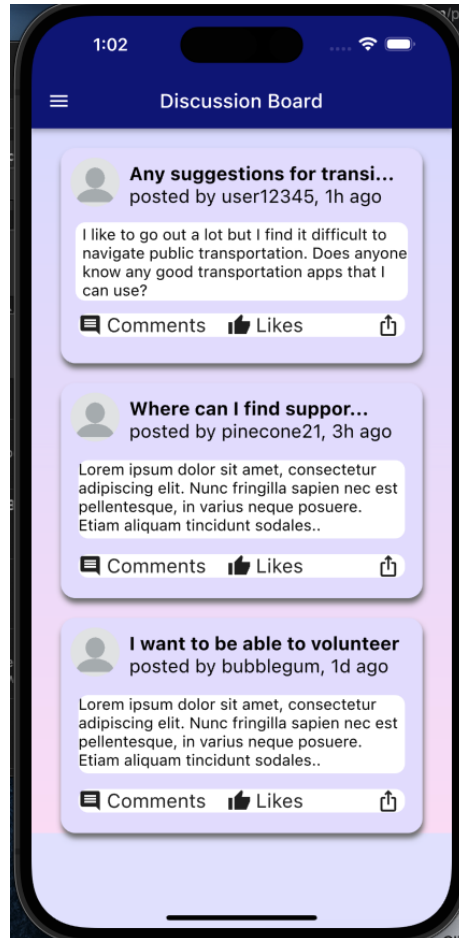 1:02
Discussion Board
Any suggestions for transi...
posted by user12345, 1h ago
I like to go out a lot but I find it difficult to
navigate public transportation. Does anyone
know any good transportation apps that I
can use?
Comments Likes
Where can I find suppor...
posted by pinecone21, 3h ago
Lorem ipsum dolor sit amet, consectetur
adipiscing elit. Nunc fringilla sapien nec est
pellentesque, in varius neque posuere.
Etiam aliquam tincidunt sodales..
Comments Likes
I want to be able to volunteer
posted by bubblegum, 1d ago
Lorem ipsum dolor sit amet, consectetur
adipiscing elit. Nunc fringilla sapien nec est
pellentesque, in varius neque posuere.
Etiam aliquam tincidunt sodales..
Comments Likes